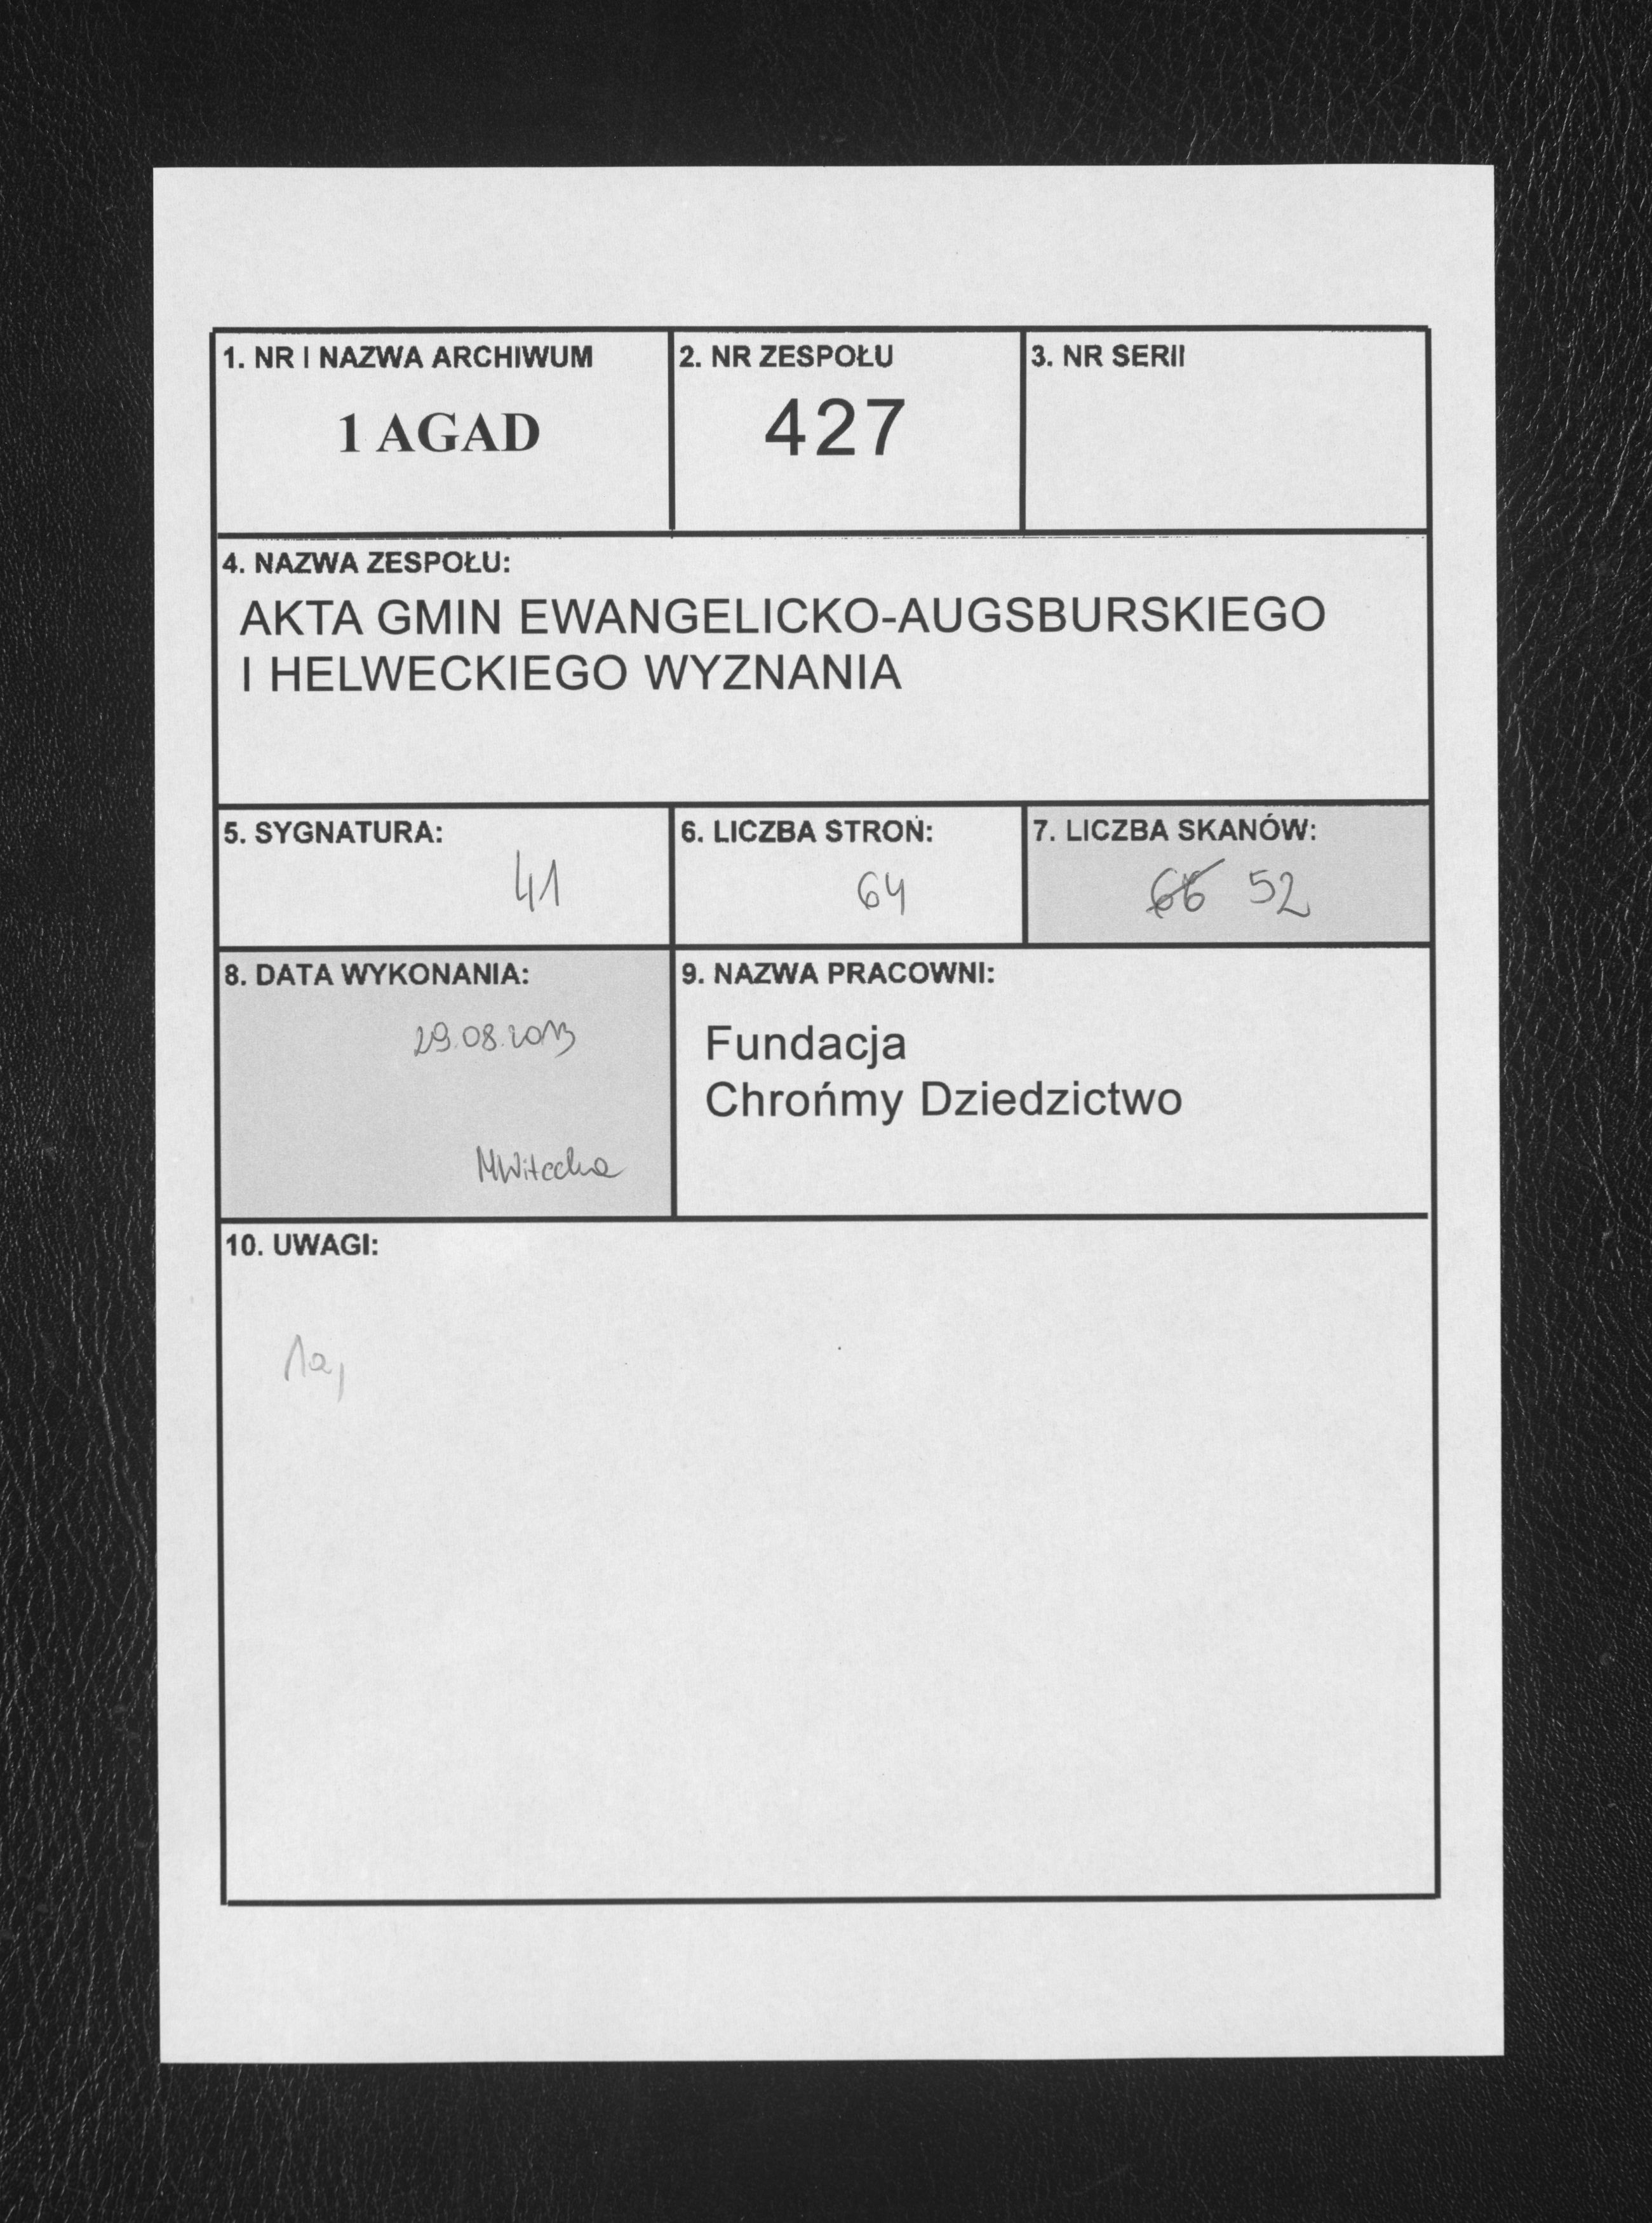 1. NR I NAZWA ARCHIWUM
1 AGAD
2. NR ZESPOŁU
427
3. NR SERII
4. NAZWA ZESPOŁU:
AKTA GMIN EWANGELICKO-AUGSBURSKIEGO
I HELWECKIEGO WYZNANIA
5. SYGNATURA:
41
6. LICZBA STRON:
64
7. LICZBA SKANÓW:
66 52
8. DATA WYKONANIA:
29.08.2013
9. NAZWA PRACOWNI:
Fundacja
Chrońmy Dziedzictwo
10. UWAGI:
1a,